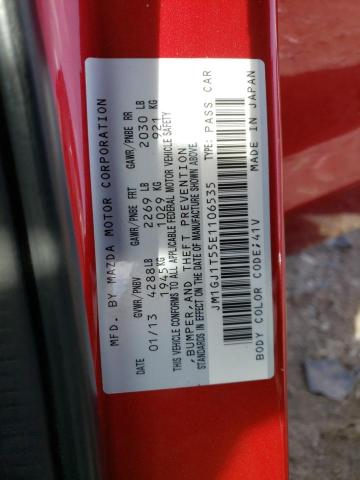 MFD. BY MAZDA MOTOR CORPORATION
GVWR/PNBV GAWR/PNBE FRT GAWR/PNBE RR
01/13 4288LB 2269 LB 2030 LB
1945KG 1029 KG 921 KG
THIS VEHICLE CONFORMS TO ALL APPLICABLE FEDERAL MOTOR VEHICLE SAFETY
,BUMPER,AND THEFT PREVENTION
STANDARDS IN EFFECT ON THE DATE OF MANUFACTURE SHOWN ABOVE.
JM1GJ1T55E1106535 TYPE: PASS CAR
BODY COLOR CODE;41V MADE IN JAPAN